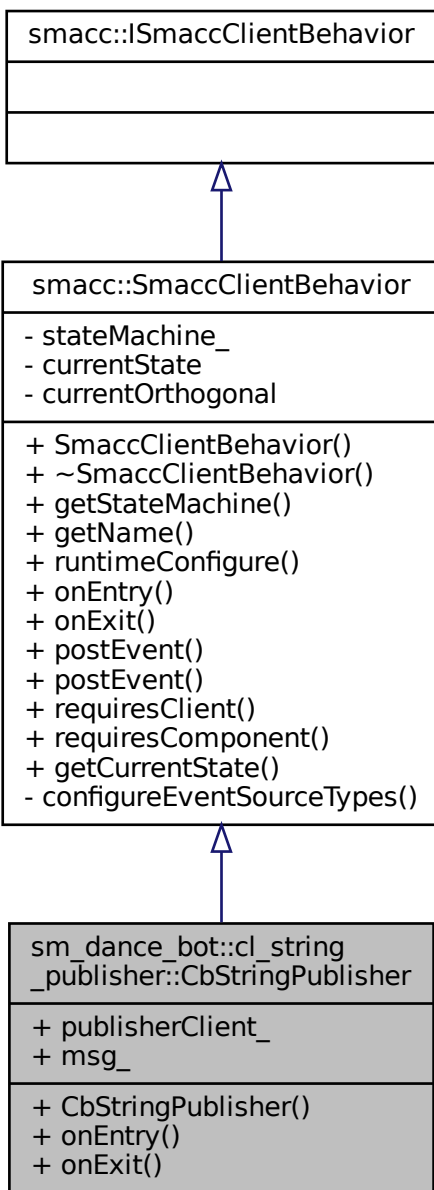 smacc::ISmaccClientBehavior
smacc::SmaccClientBehavior
- stateMachine_
- currentState
- currentOrthogonal
+ SmaccClientBehavior()
+ ~SmaccClientBehavior()
+ getStateMachine()
+ getName()
+ runtimeConfigure()
+ onEntry()
+ onExit()
+ postEvent()
+ postEvent()
+ requiresClient()
+ requiresComponent()
+ getCurrentState()
- configureEventSourceTypes()
sm_dance_bot::cl_string
_publisher::CbStringPublisher
+ publisherClient_
+ msg_
+ CbStringPublisher()
+ onEntry()
+ onExit()